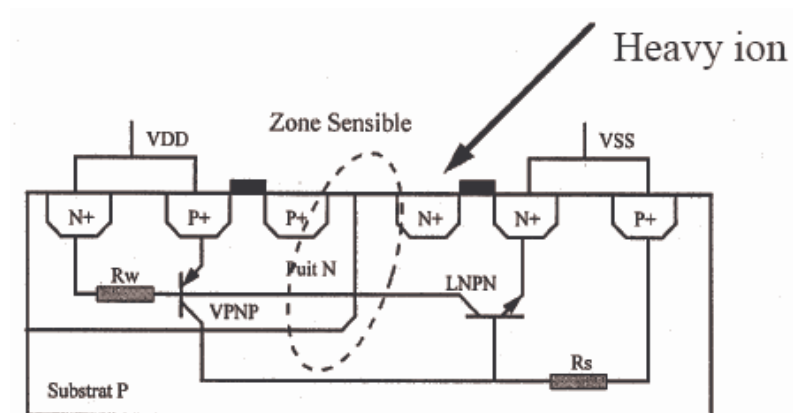 Heavy ion
Zone Sensible
VDD
VSS
N+
P+
P+
N+
N+
P+
Rw
Puit N
LNPN
VPNP
Rs
Substrat P